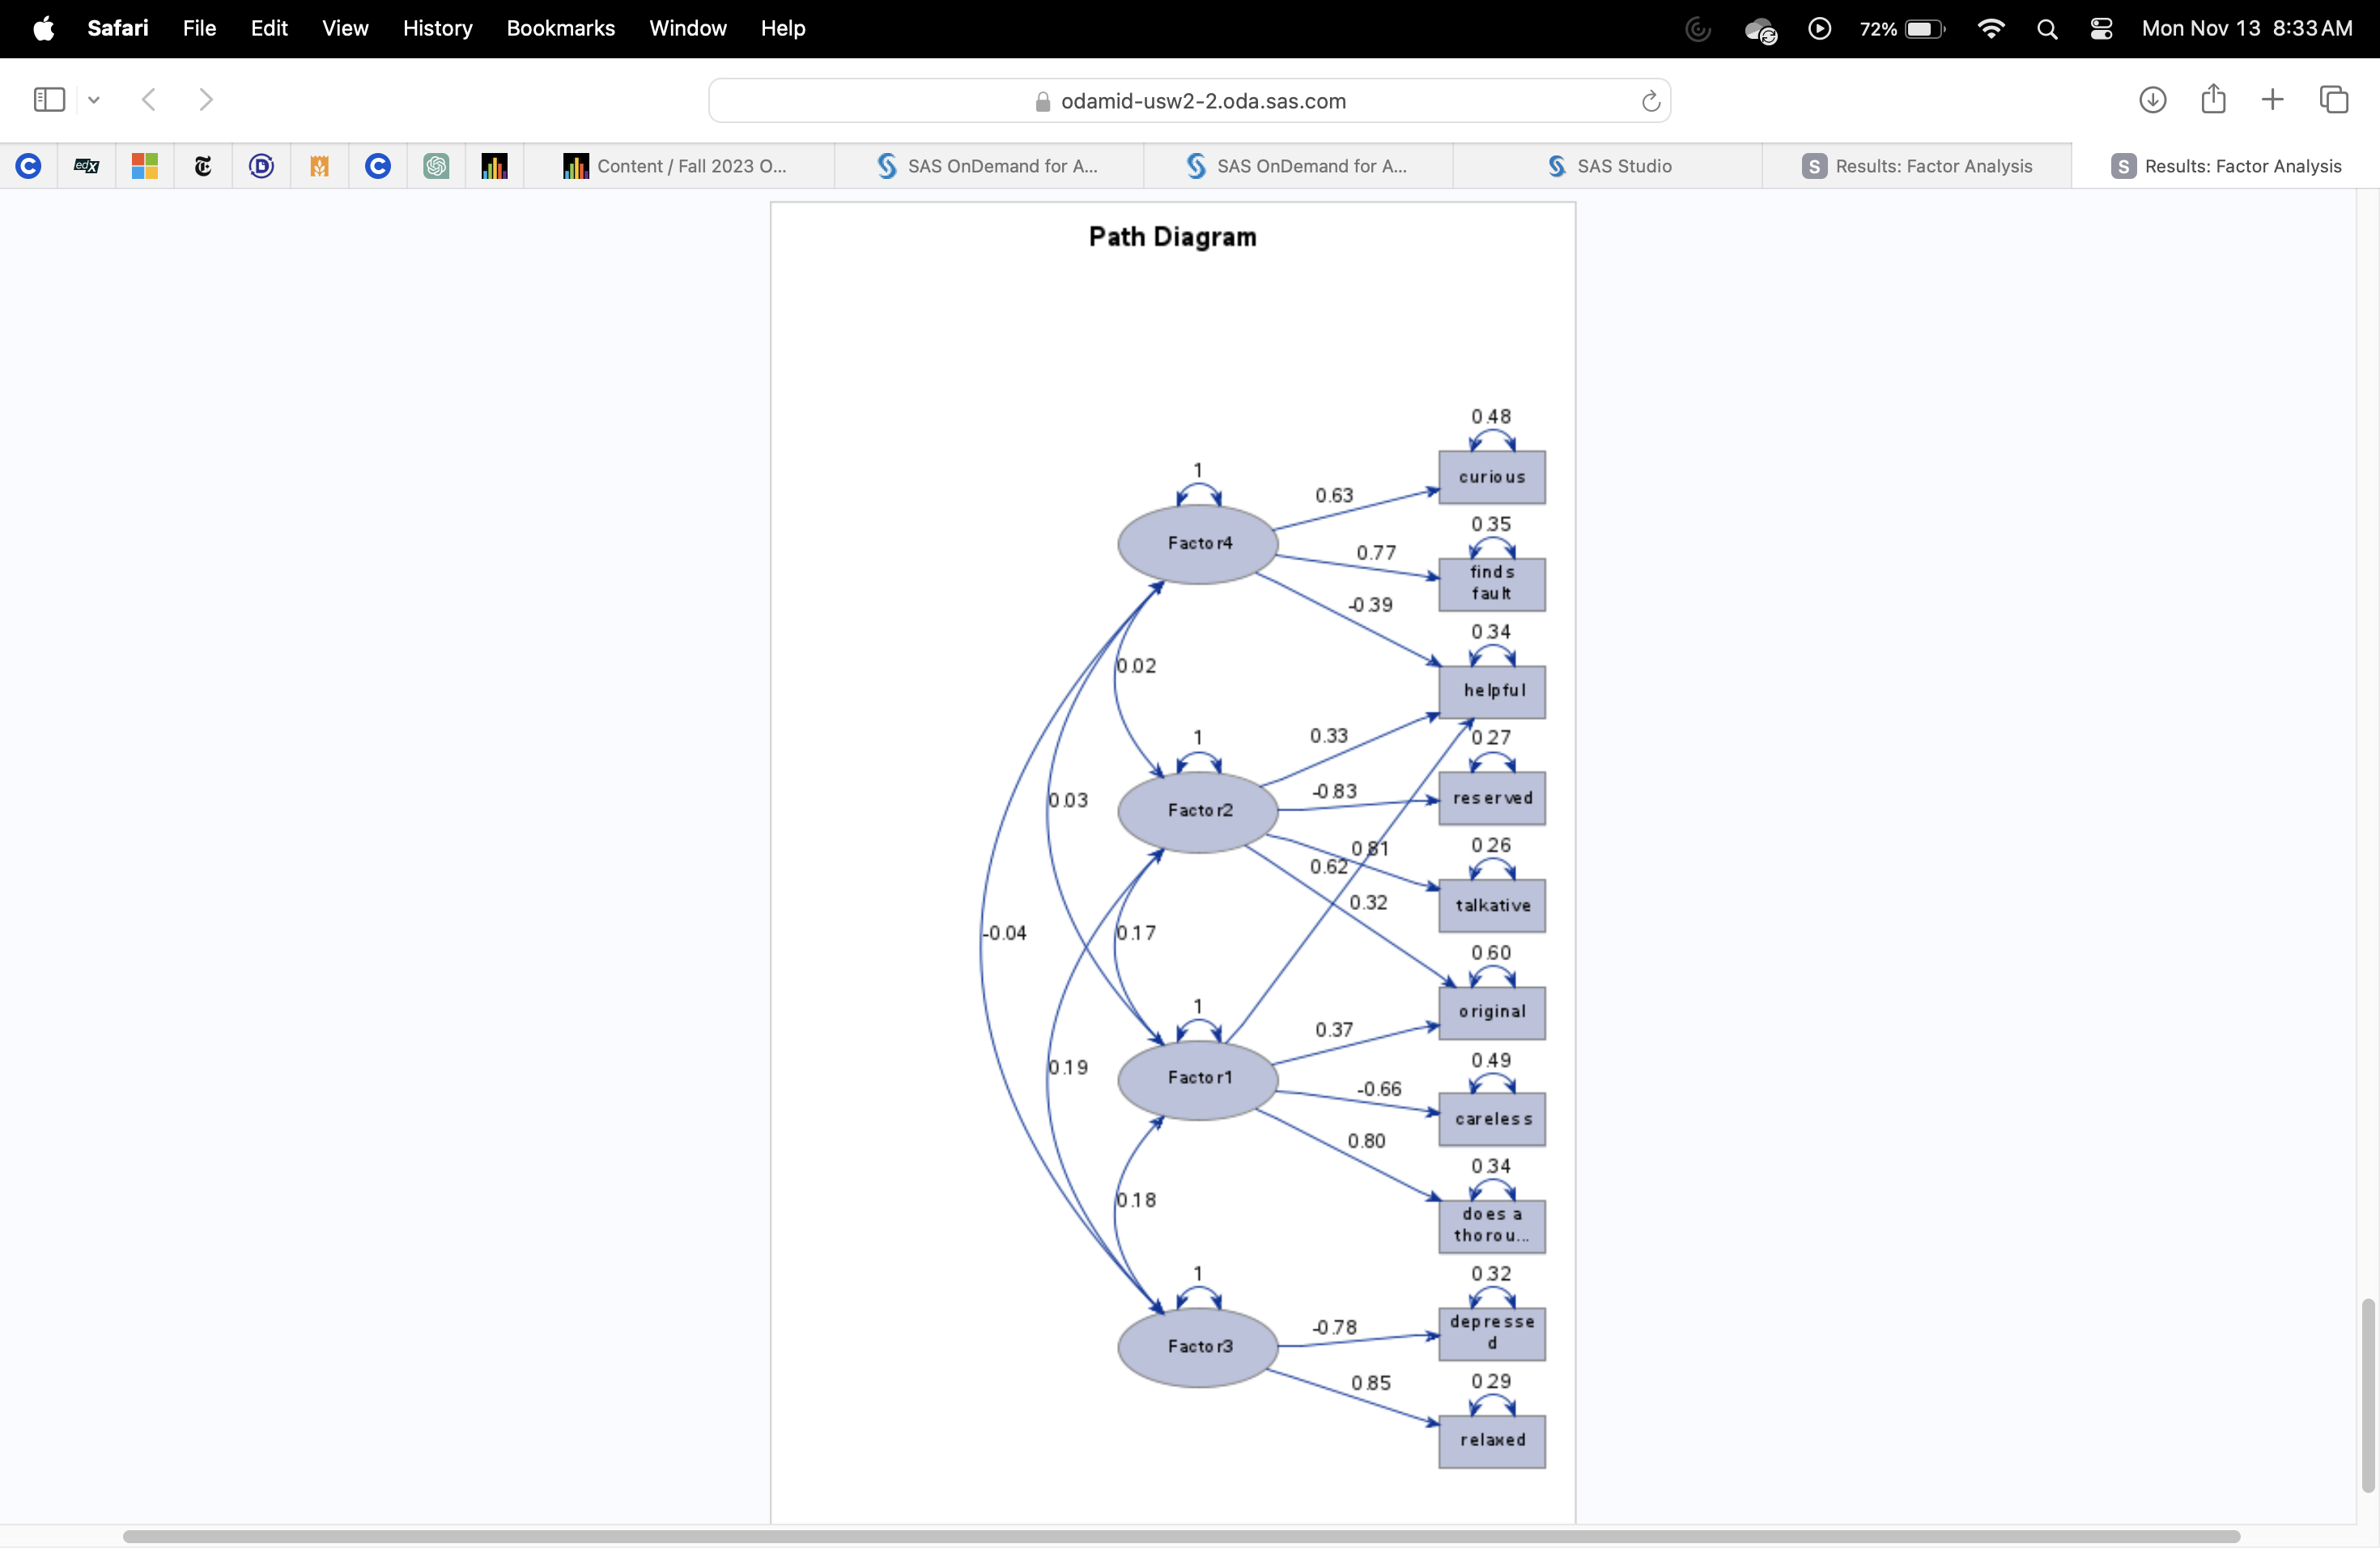 Safari File Edit View History Bookmarks Window Help 72% Mon Nov 13 8:33 AM
odamid-usw2-2.oda.sas.com
Content / Fall 2023 O... SAS OnDemand for A... SAS OnDemand for A... SAS Studio Results: Factor Analysis Results: Factor Analysis
Path Diagram
0.48
curious
1
0.63
0.35
Factor4
0.77
finds
fault
-0.39
0.34
0.02
helpful
1
0.33
0.27
0.03
Factor2
-0.83
reserved
0.81
0.26
0.62
0.32
talkative
-0.04
0.17
0.60
1
original
0.37
0.49
0.19
Factor1
-0.66
careless
0.80
0.34
0.18
does a
thorou...
1
0.32
-0.78
depresse
d
Factor3
0.85
0.29
relaxed